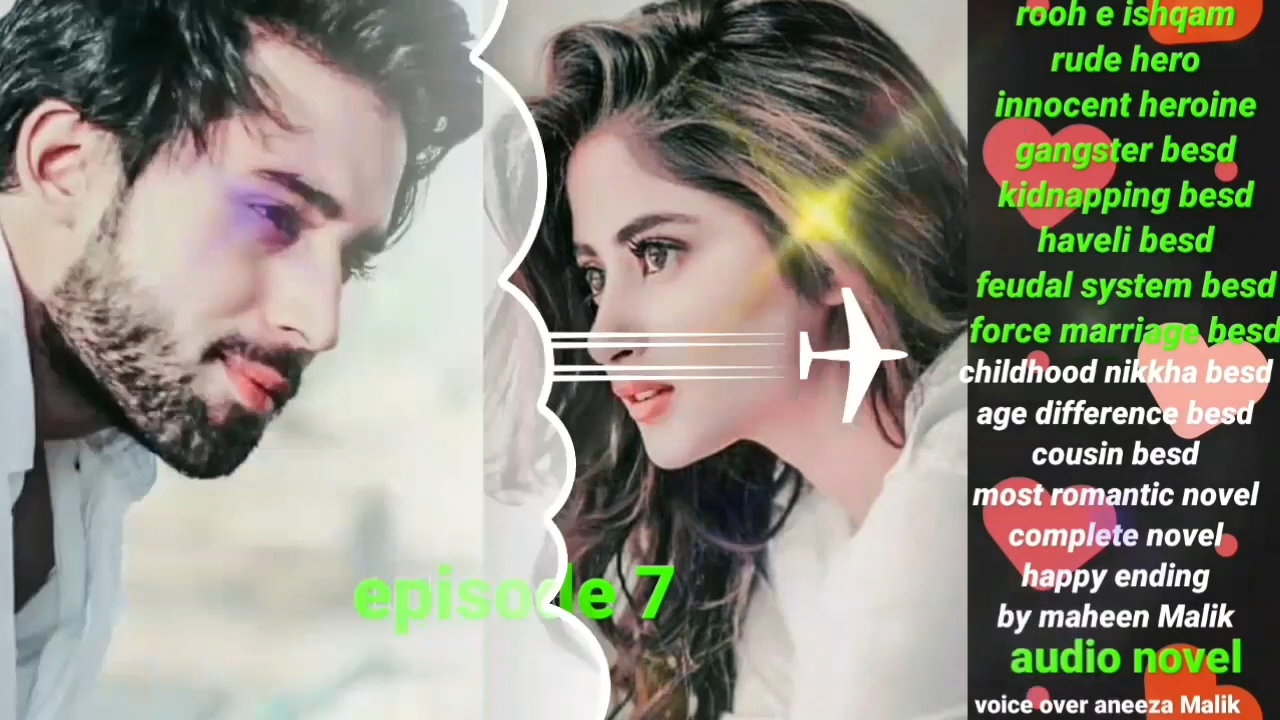 rooh e ishqam
rude hero
innocent heroine
gangster besd
kidnapping besd
haveli besd
feudal system besd
force marriage besd
childhood nikkha besd
age difference besd
cousin besd
most romantic novel
complete novel
happy ending
by maheen Malik
audio novel
voice over aneeza Malik
episode 7